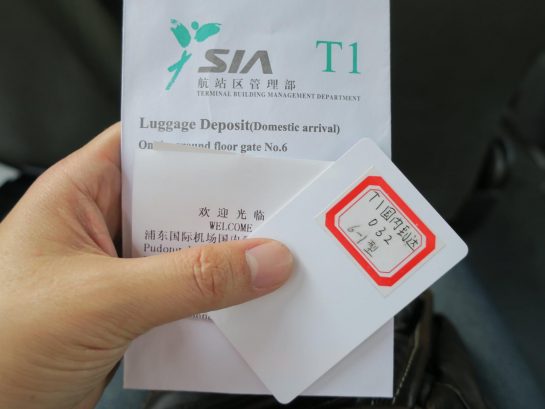 SIA T1
航站区管理部
TERMINAL BUILDING MANAGEMENT DEPARTMENT
Luggage Deposit(Domestic arrival)
ground floor gate No.6
欢迎光临
WELCOME
浦东国际机场国内
Pudong
T1国内到达
032
6-1型